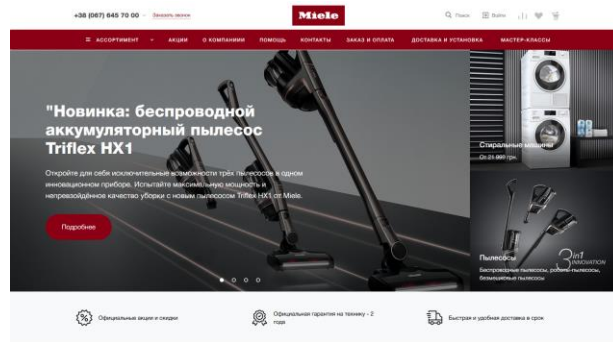 +38 (067) 645 70 00
Заказать звонок
Miele
Поиск
Войти
АССОРТИМЕНТ
АКЦИИ
О КОМПАНИИИ
ПОМОЩЬ
КОНТАКТЫ
ЗАКАЗ И ОПЛАТА
ДОСТАВКА И УСТАНОВКА
МАСТЕР-КЛАССЫ
"Новинка: беспроводной
аккумуляторный пылесос
Triflex HX1
Откройте для себя исключительные возможности трёх пылесосов в одном
инновационном приборе. Испытайте максимальную мощность и
непревзойдённое качество уборки с новым пылесосом Triflex HX1 от Miele.
Подробнее
Стиральные машины
От 21 999 грн.
Пылесосы
3in1
INNOVATION
Беспроводные пылесосы, роботы-пылесосы,
безмешковые пылесосы
Официальные акции и скидки
Официальная гарантия на технику - 2
года
Быстрая и удобная доставка в срок